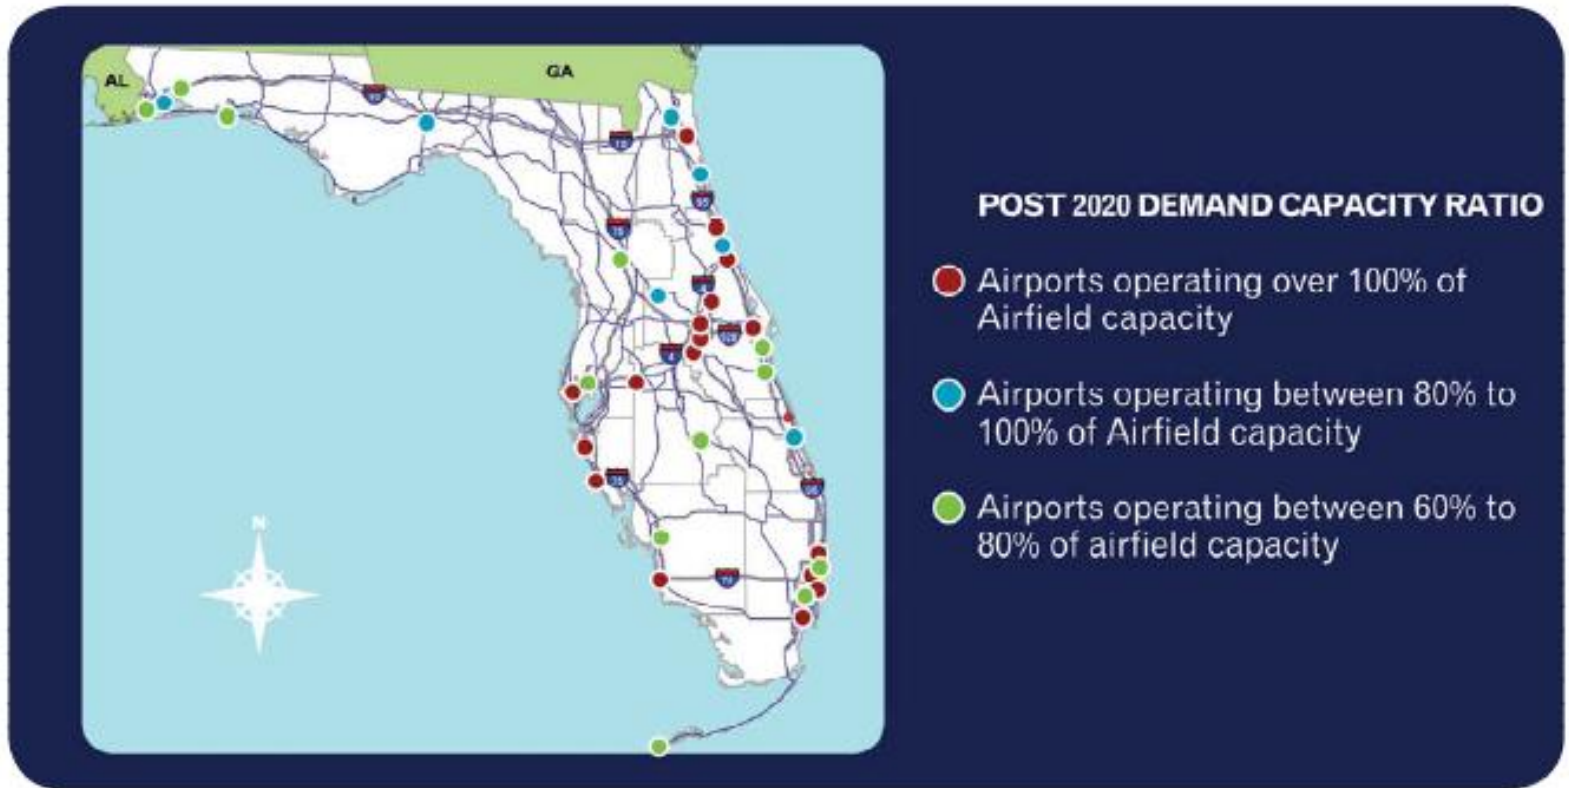 AL
GA
N
POST 2020 DEMAND CAPACITY RATIO
Airports operating over 100% of
Airfield capacity
Airports operating between 80% to
100% of Airfield capacity
Airports operating between 60% to
80% of airfield capacity